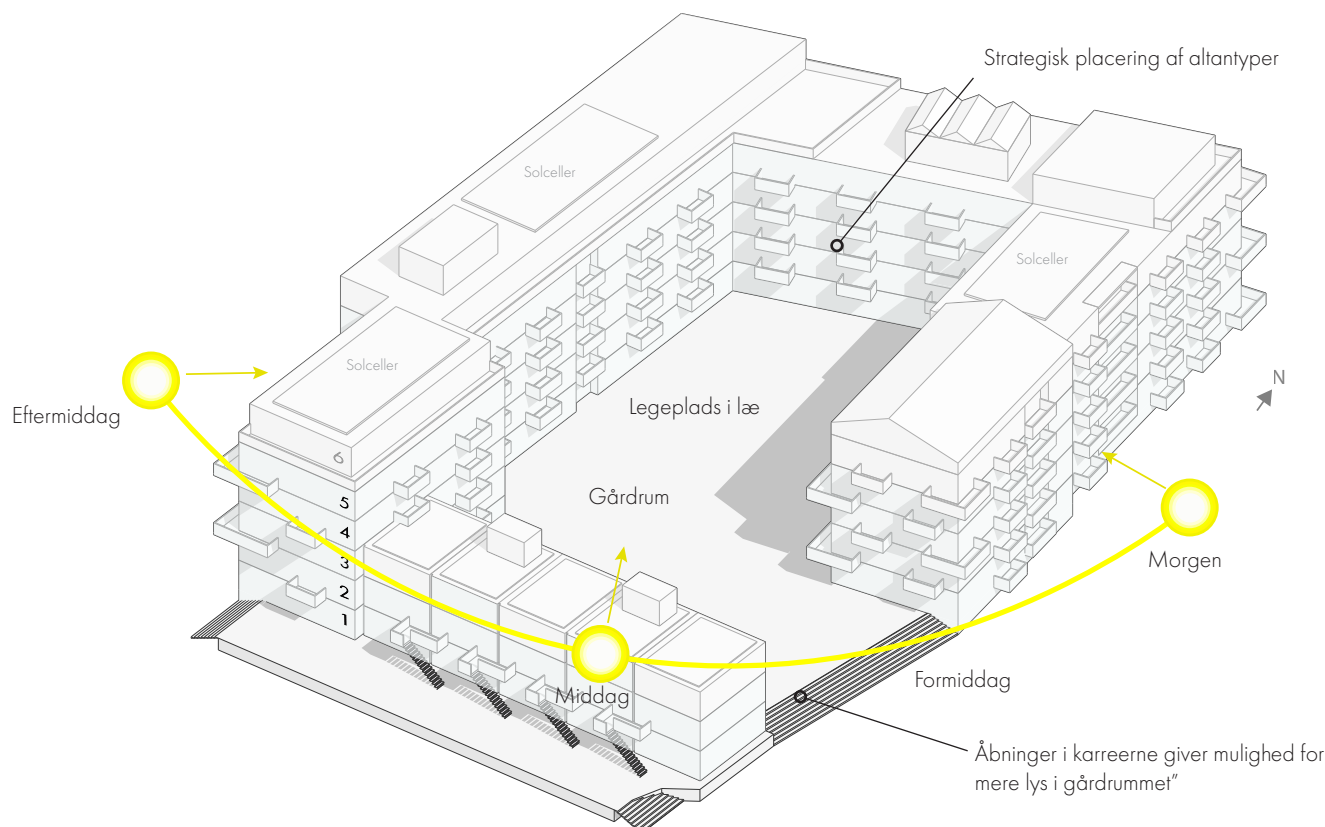 Strategisk placering af altantyper
Solceller
Solceller
Solceller
N
Eftermiddag
Legeplads i læ
6
5
4
3
2
1
Gårdrum
Morgen
Middag
Formiddag
Åbninger i karreerne giver mulighed for
mere lys i gårdrummet”